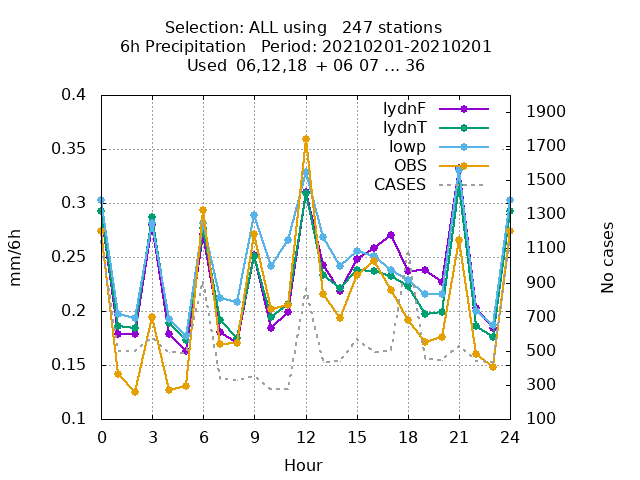 Selection: ALL using 247 stations
6h Precipitation Period: 20210201-20210201
Used 06,12,18 + 06 07 ... 36
lydnF
lydnT
lowp
OBS
CASES
0.4
0.35
0.3
0.25
0.2
0.15
0.1
mm/6h
1900
1700
1500
1300
1100
900
700
500
300
100
No cases
0 3 6 9 12 15 18 21 24
Hour